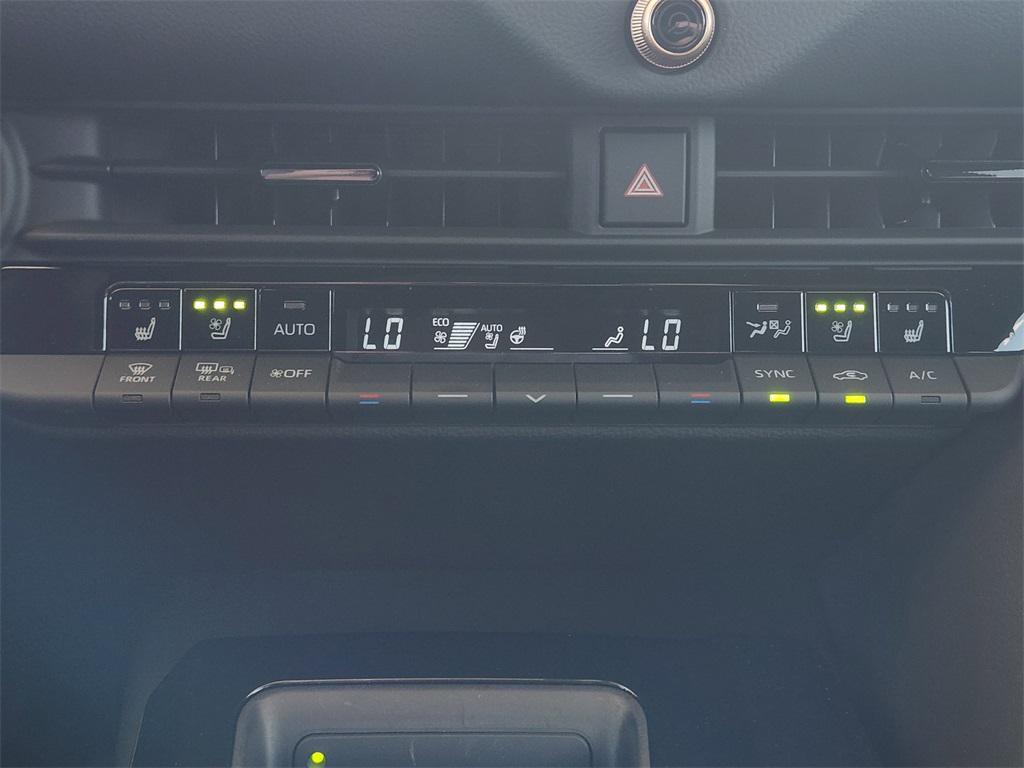 AUTO LO ECO AUTO LO
FRONT REAR OFF SYNC A/C